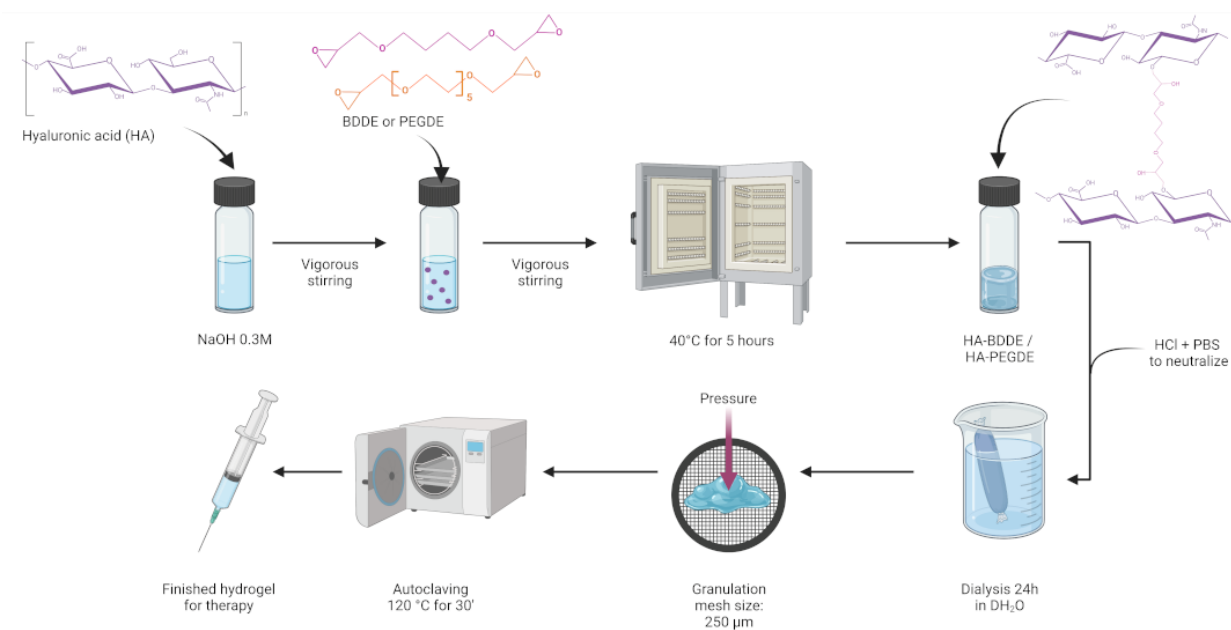 Hyaluronic acid (HA)
BDDE or PEGDE
5
n
NaOH 0.3M
Vigorous
stirring
Vigorous
stirring
40°C for 5 hours
HA-BDDE /
HA-PEGDE
HCl + PBS
to neutralize
Dialysis 24h
in DH₂O
Pressure
Granulation
mesh size:
250 µm
Autoclaving
120 °C for 30'
Finished hydrogel
for therapy